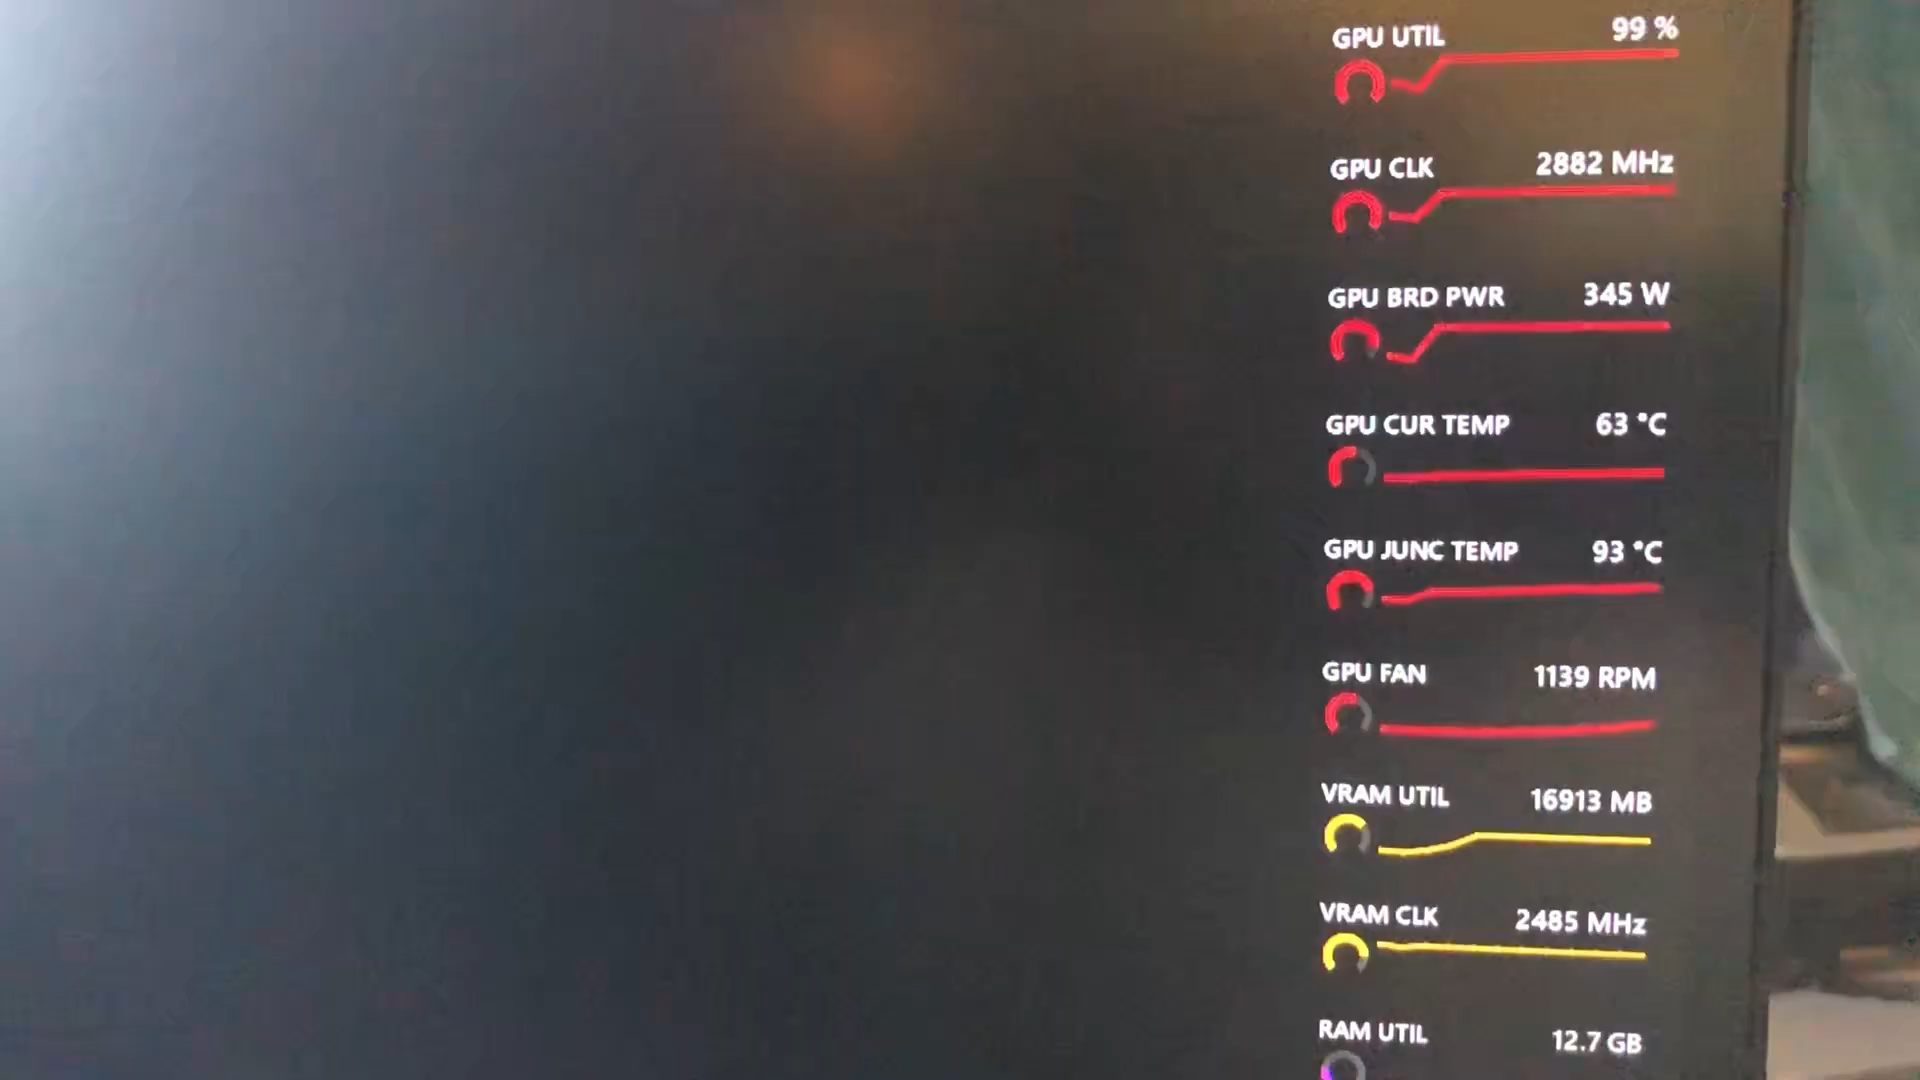 GPU UTIL 99 %
GPU CLK 2882 MHz
GPU BRD PWR 345 W
GPU CUR TEMP 63 °C
GPU JUNC TEMP 93 °C
GPU FAN 1139 RPM
VRAM UTIL 16913 MB
VRAM CLK 2485 MHz
RAM UTIL 12.7 GB